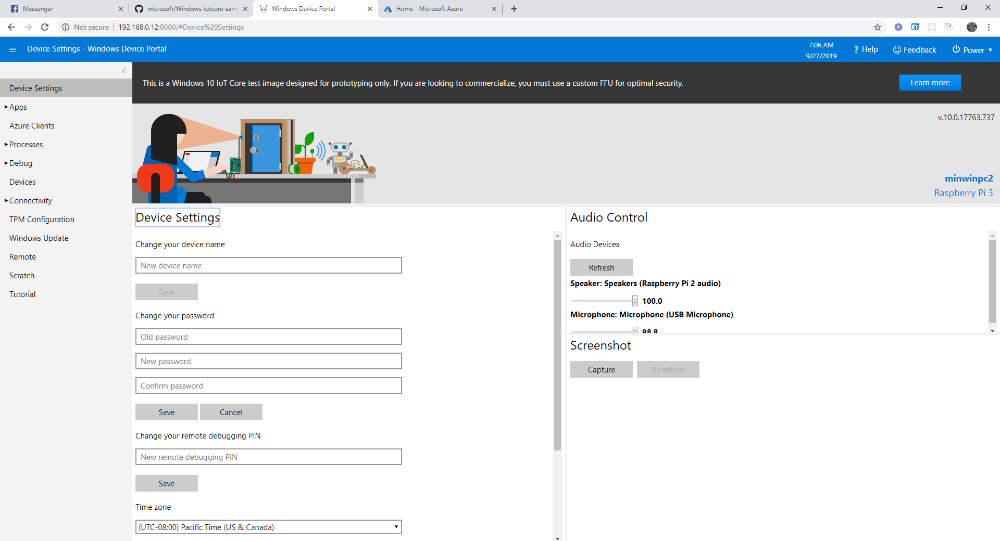 Messenger
microsoft/Windows-iotcore-sam
Windows Device Portal
Home - Microsoft Azure
Not secure
192.168.0.12:8080/#Device%20Settings
Device Settings - Windows Device Portal
7:06 AM
9/27/2019
? Help
Feedback
Power
This is a Windows 10 IoT Core test image designed for prototyping only. If you are looking to commercialize, you must use a custom FFU for optimal security.
Learn more
Device Settings
Apps
Azure Clients
Processes
Debug
Devices
Connectivity
TPM Configuration
Windows Update
Remote
Scratch
Tutorial
v.10.0.17763.737
minwinpc2
Raspberry Pi 3
Device Settings
Change your device name
New device name
Save
Change your password
Old password
New password
Confirm password
Save
Cancel
Change your remote debugging PIN
New remote debugging PIN
Save
Time zone
(UTC-08:00) Pacific Time (US & Canada)
Audio Control
Audio Devices
Refresh
Speaker: Speakers (Raspberry Pi 2 audio)
100.0
Microphone: Microphone (USB Microphone)
98.8
Screenshot
Capture
Download